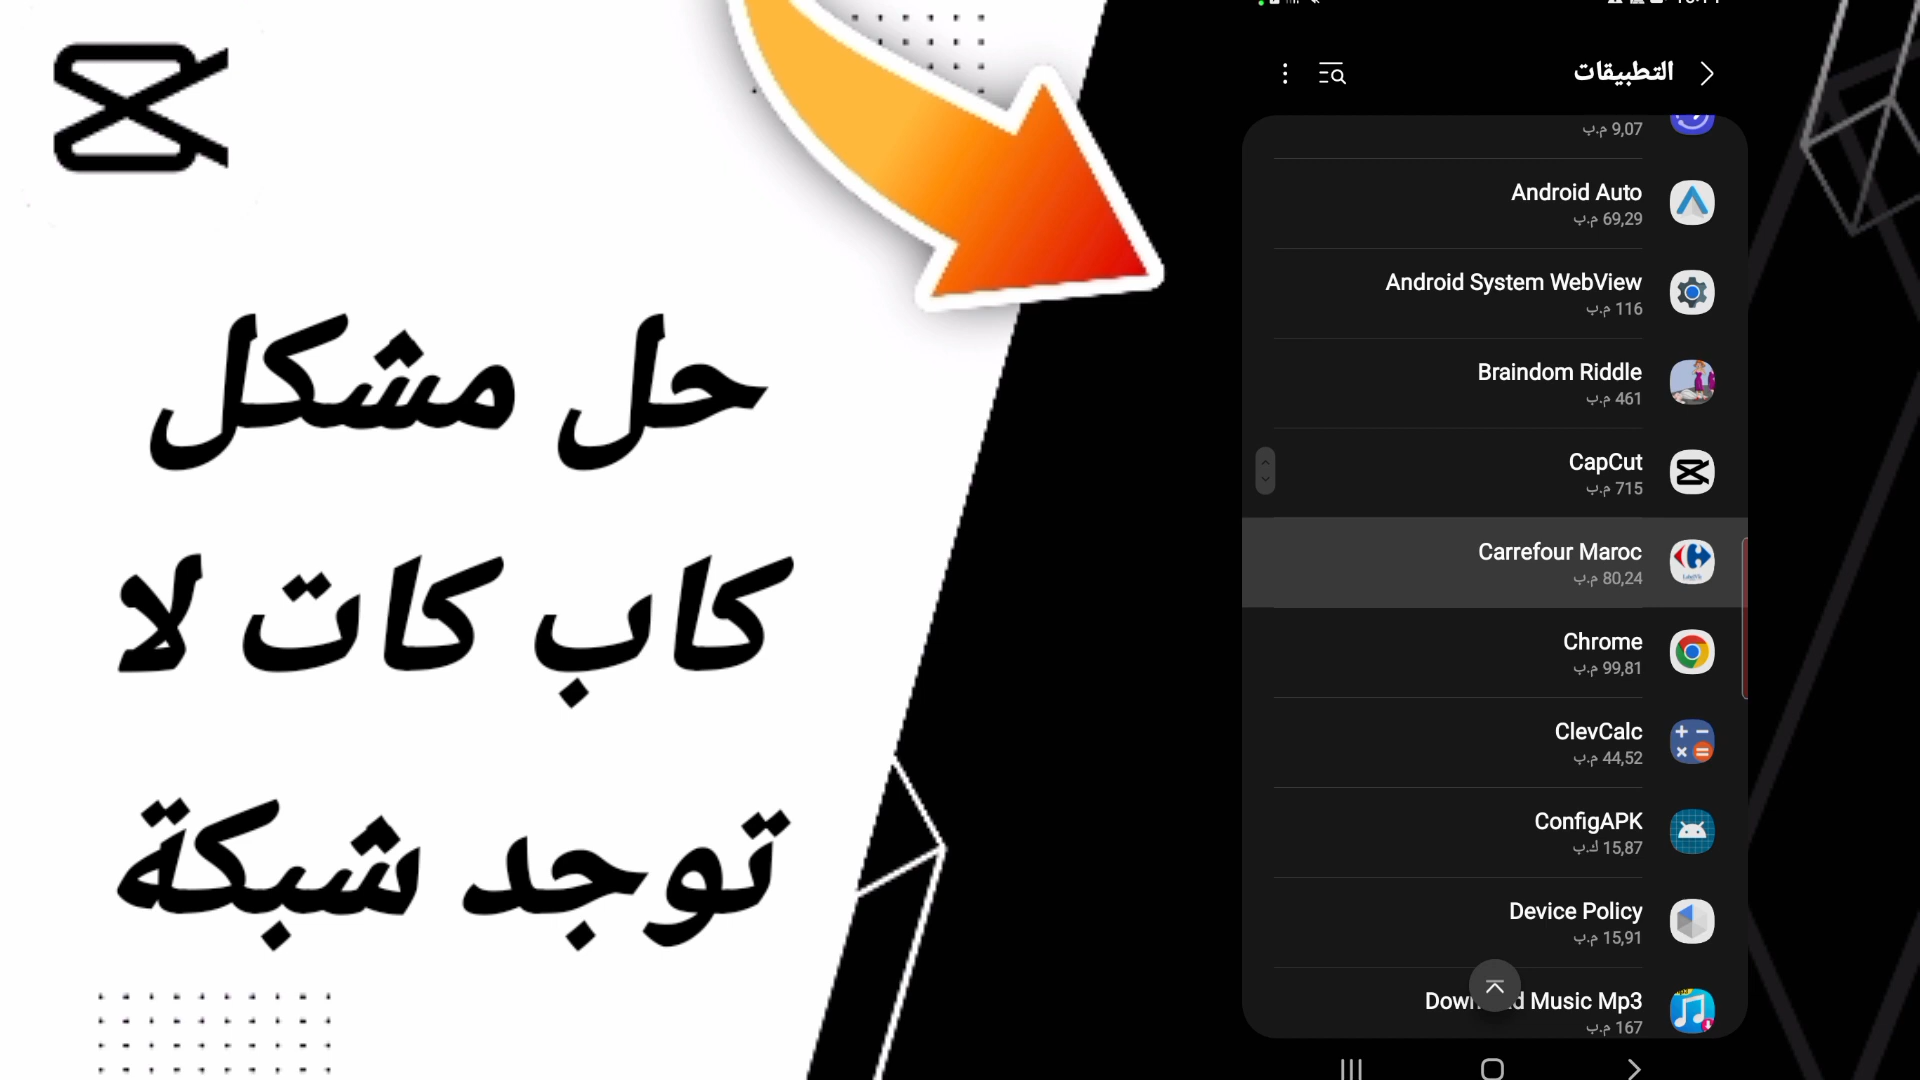 حل مشكل
كاب كات لا
توجد شبكة
التطبيقات
9,07 م.ب
Android Auto
69,29 م.ب
Android System WebView
116 م.ب
Braindom Riddle
461 م.ب
CapCut
715 م.ب
Carrefour Maroc
80,24 م.ب
Chrome
99,81 م.ب
ClevCalc
44,52 م.ب
ConfigAPK
15,87 ك.ب
Device Policy
15,91 م.ب
Music Mp3
167 م.ب